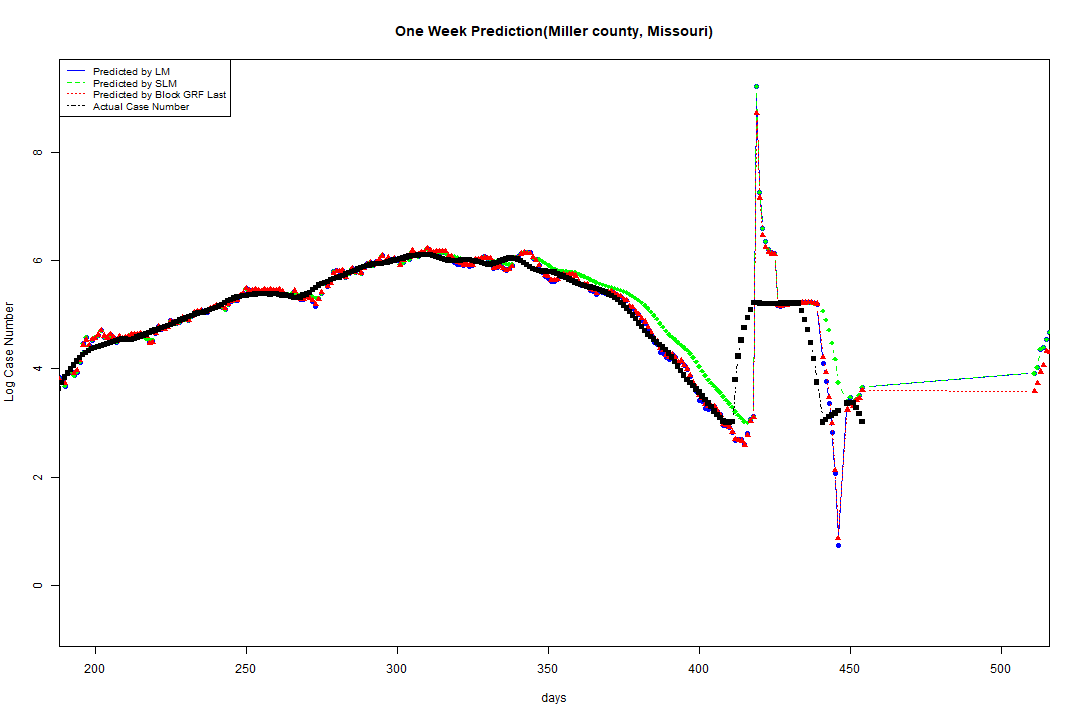 One Week Prediction(Miller county, Missouri)
Predicted by LM
Predicted by SLM
Predicted by Block GRF Last
Actual Case Number
Log Case Number
8
6
4
2
0
200 250 300 350 400 450 500
days